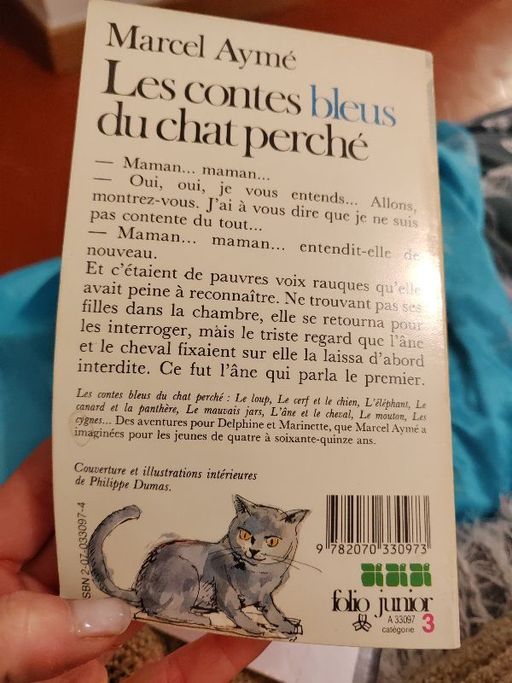 Marcel Aymé
Les contes bleus
du chat perché
— Maman... maman...
— Oui, oui, je vous entends... Allons,
montrez-vous. J'ai à vous dire que je ne suis
pas contente du tout...
— Maman... maman... entendit-elle de
nouveau.
Et c'étaient de pauvres voix rauques qu'elle
avait peine à reconnaître. Ne trouvant pas ses
filles dans la chambre, elle se retourna pour
les interroger, mais le triste regard que l'âne
et le cheval fixaient sur elle la laissa d'abord
interdite. Ce fut l'âne qui parla le premier.
Les contes bleus du chat perché : Le loup, Le cerf et le chien, L'éléphant, Le
canard et la panthère, Le mauvais jars, L'âne et le cheval, Le mouton, Les
cygnes... Des aventures pour Delphine et Marinette, que Marcel Aymé a
imaginées pour les jeunes de quatre à soixante-quinze ans.
Couverture et illustrations intérieures
de Philippe Dumas.
ISBN 2-07-033097-4
9 782070 330973
folio junior
A 33097
catégorie 3